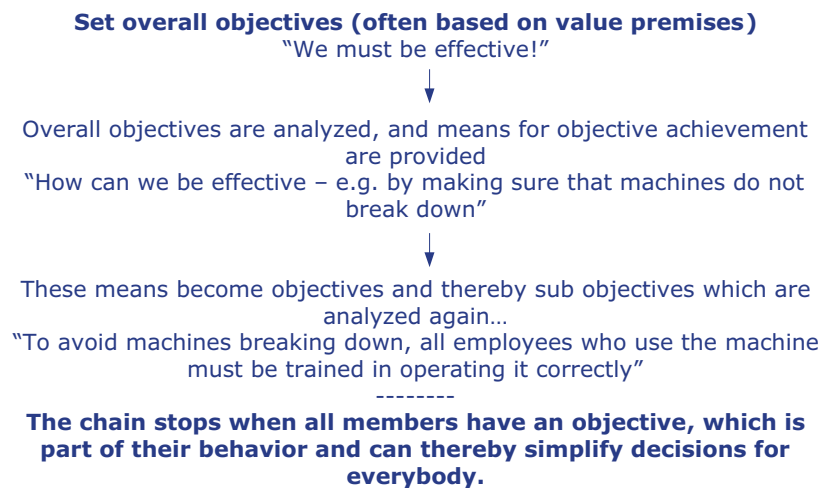 Set overall objectives (often based on value premises)
“We must be effective!”
Overall objectives are analyzed, and means for objective achievement
are provided
“How can we be effective – e.g. by making sure that machines do not
break down”
These means become objectives and thereby sub objectives which are
analyzed again…
“To avoid machines breaking down, all employees who use the machine
must be trained in operating it correctly”
--------
The chain stops when all members have an objective, which is
part of their behavior and can thereby simplify decisions for
everybody.